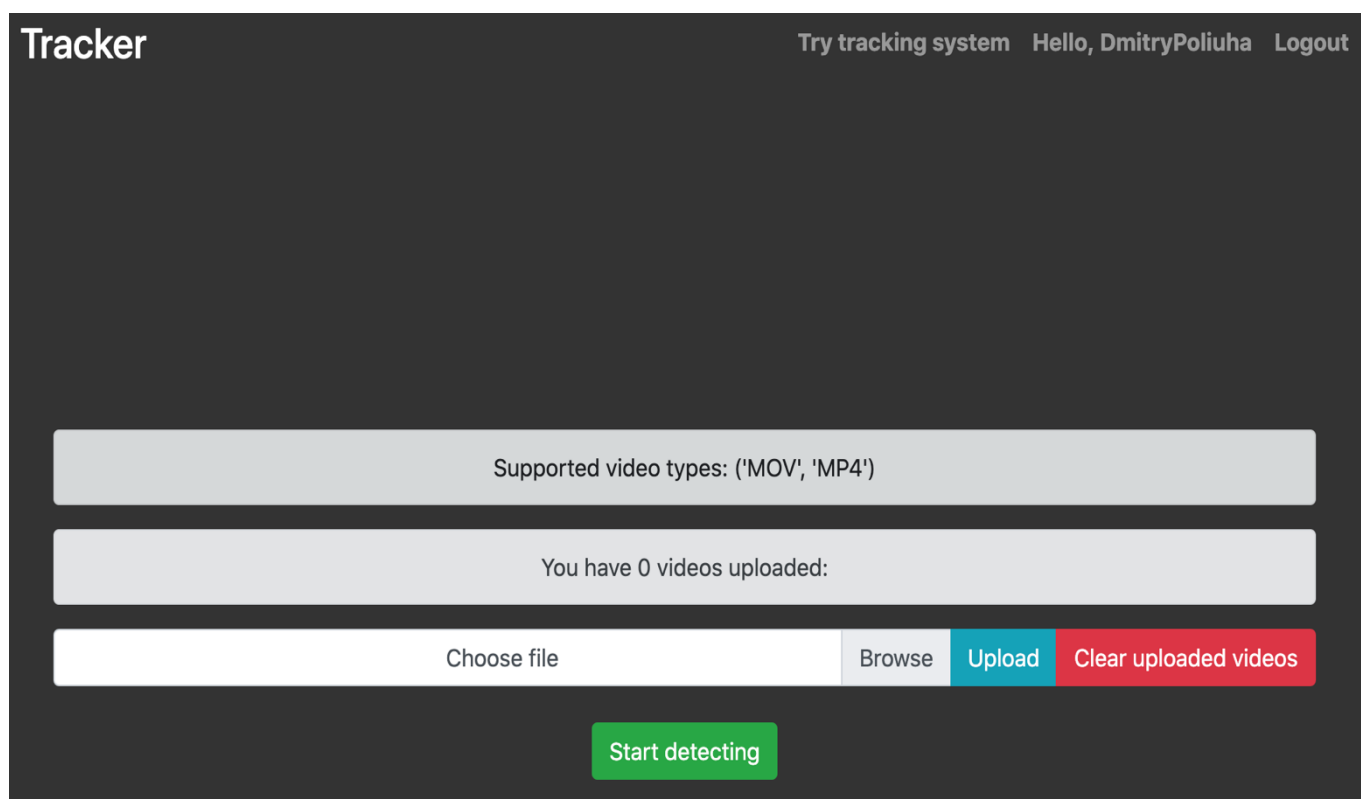 Tracker
Try tracking system Hello, DmitryPoliuha Logout
Supported video types: ('MOV', 'MP4')
You have 0 videos uploaded:
Choose file Browse Upload Clear uploaded videos
Start detecting